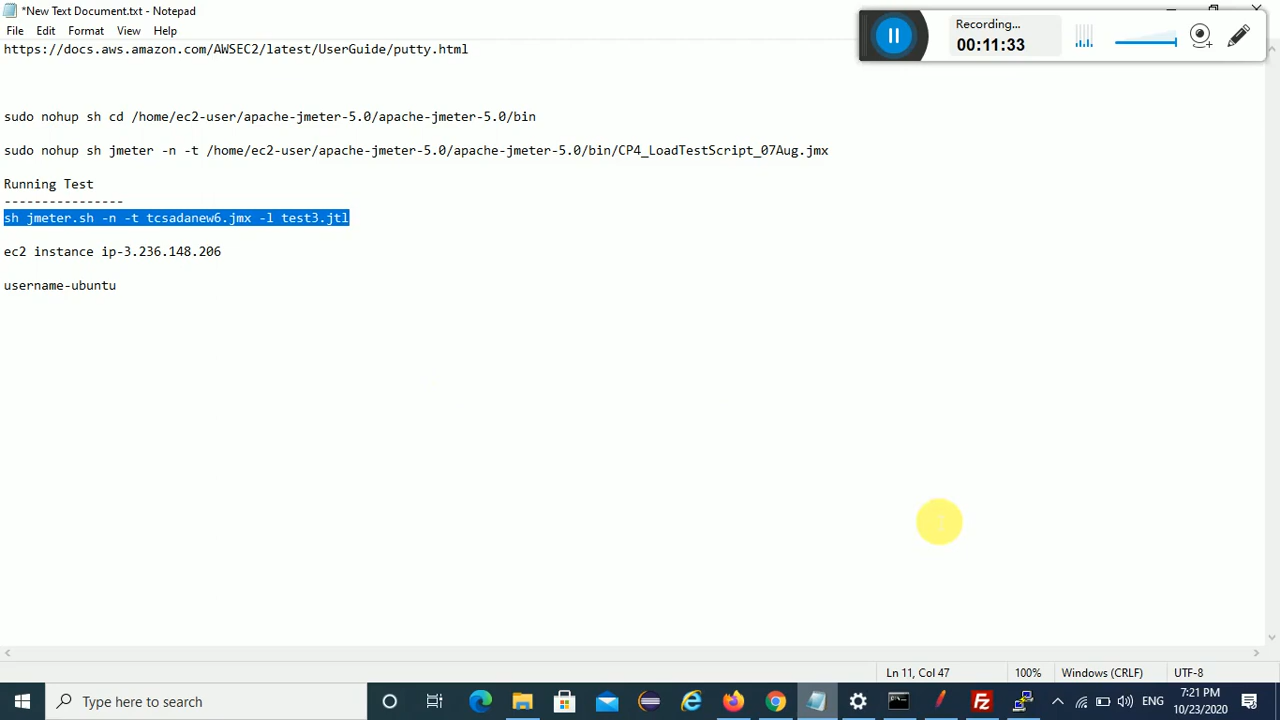 *New Text Document.txt - Notepad
File Edit Format View Help
Recording...
00:11:33
https://docs.aws.amazon.com/AWSEC2/latest/UserGuide/putty.html
sudo nohup sh cd /home/ec2-user/apache-jmeter-5.0/apache-jmeter-5.0/bin
sudo nohup sh jmeter -n -t /home/ec2-user/apache-jmeter-5.0/apache-jmeter-5.0/bin/CP4_LoadTestScript_07Aug.jmx
Running Test
----------------
sh jmeter.sh -n -t tcsadanew6.jmx -l test3.jtl
ec2 instance ip-3.236.148.206
username-ubuntu
Ln 11, Col 47 100% Windows (CRLF) UTF-8
Type here to search
ENG
7:21 PM
10/23/2020